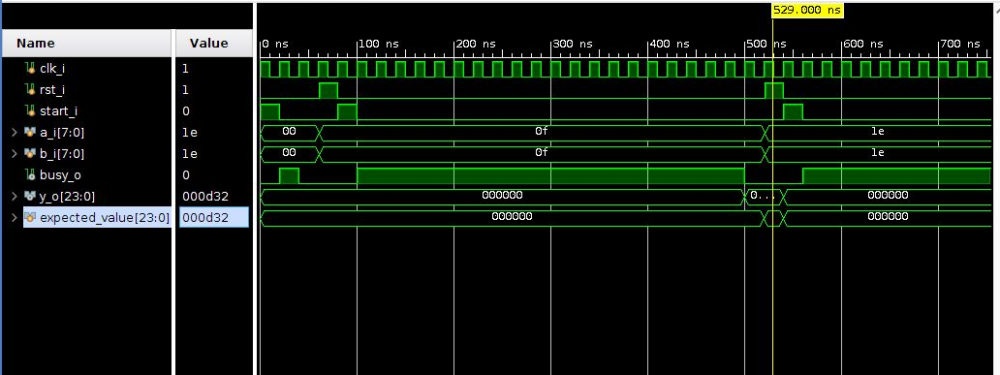 529.000 ns
Name Value
0 ns 100 ns 200 ns 300 ns 400 ns 500 ns 600 ns 700 ns
clk_i 1
rst_i 1
start_i 0
a_i[7:0] 1e 00 0f 1e
b_i[7:0] 1e 00 0f 1e
busy_o 0
y_o[23:0] 000d32 000000 0... 000000
expected_value[23:0] 000d32 000000 000000